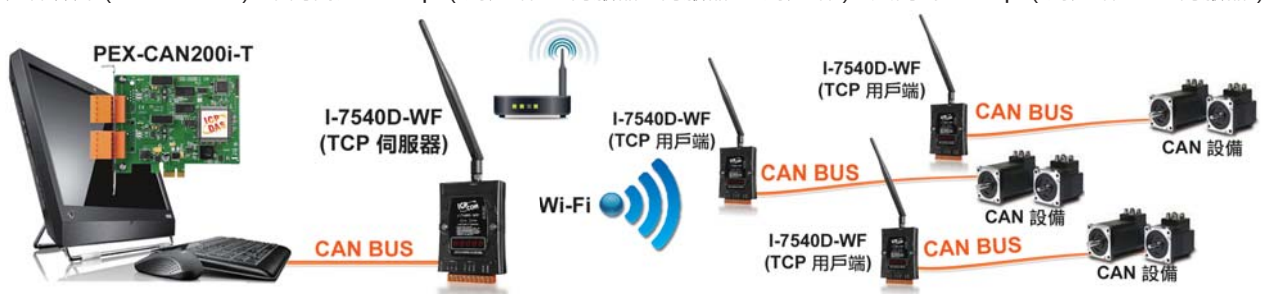 PEX-CAN200i-T
ICP
DAS
CAN BUS
I-7540D-WF
(TCP 伺服器)
Wi-Fi
I-7540D-WF
(TCP 用戶端)
CAN BUS
CAN 設備
I-7540D-WF
(TCP 用戶端)
CAN BUS
CAN 設備
I-7540D-WF
(TCP 用戶端)
CAN BUS
CAN 設備